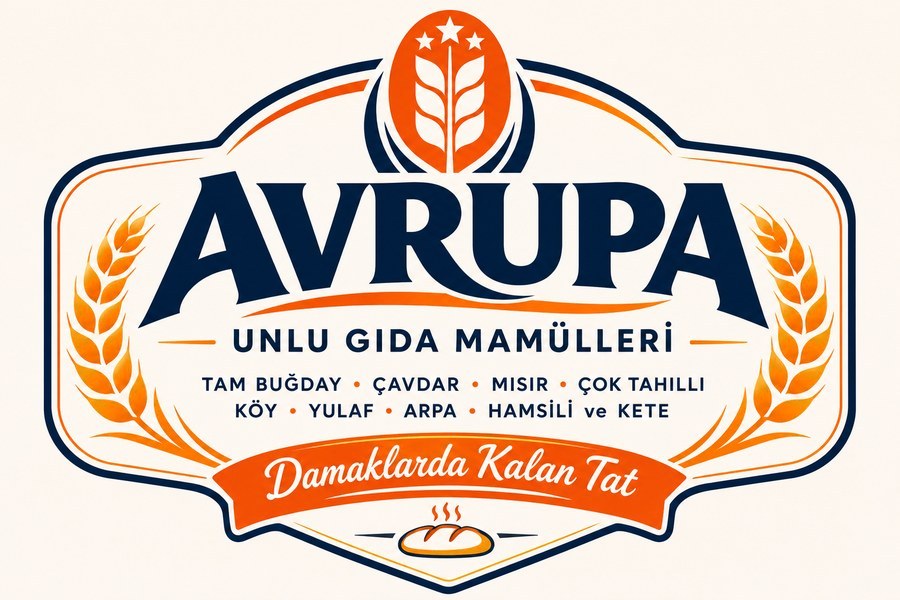 AVRUPA
UNLU GIDA MAMÜLLERİ
TAM BUĞDAY • ÇAVDAR • MISIR • ÇOK TAHILLI
KÖY • YULAF • ARPA • HAMSİLİ ve KETE
Damaklarda Kalan Tat